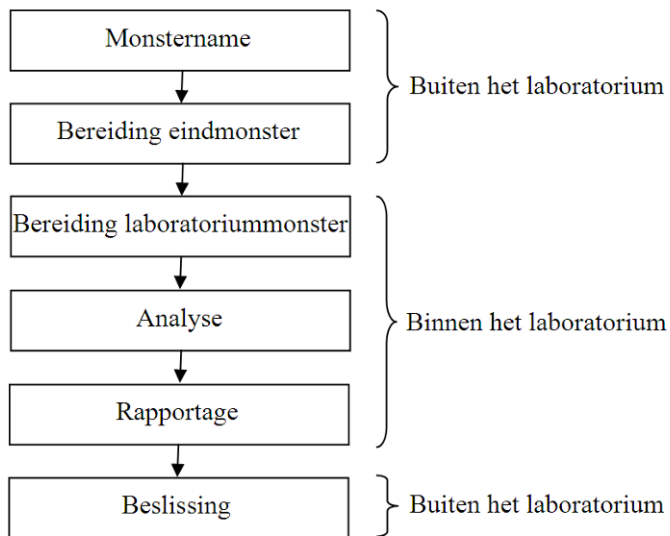 Monstername
Buiten het laboratorium
Bereiding eindmonster
Bereiding laboratoriummonster
Analyse
Binnen het laboratorium
Rapportage
Beslissing
Buiten het laboratorium